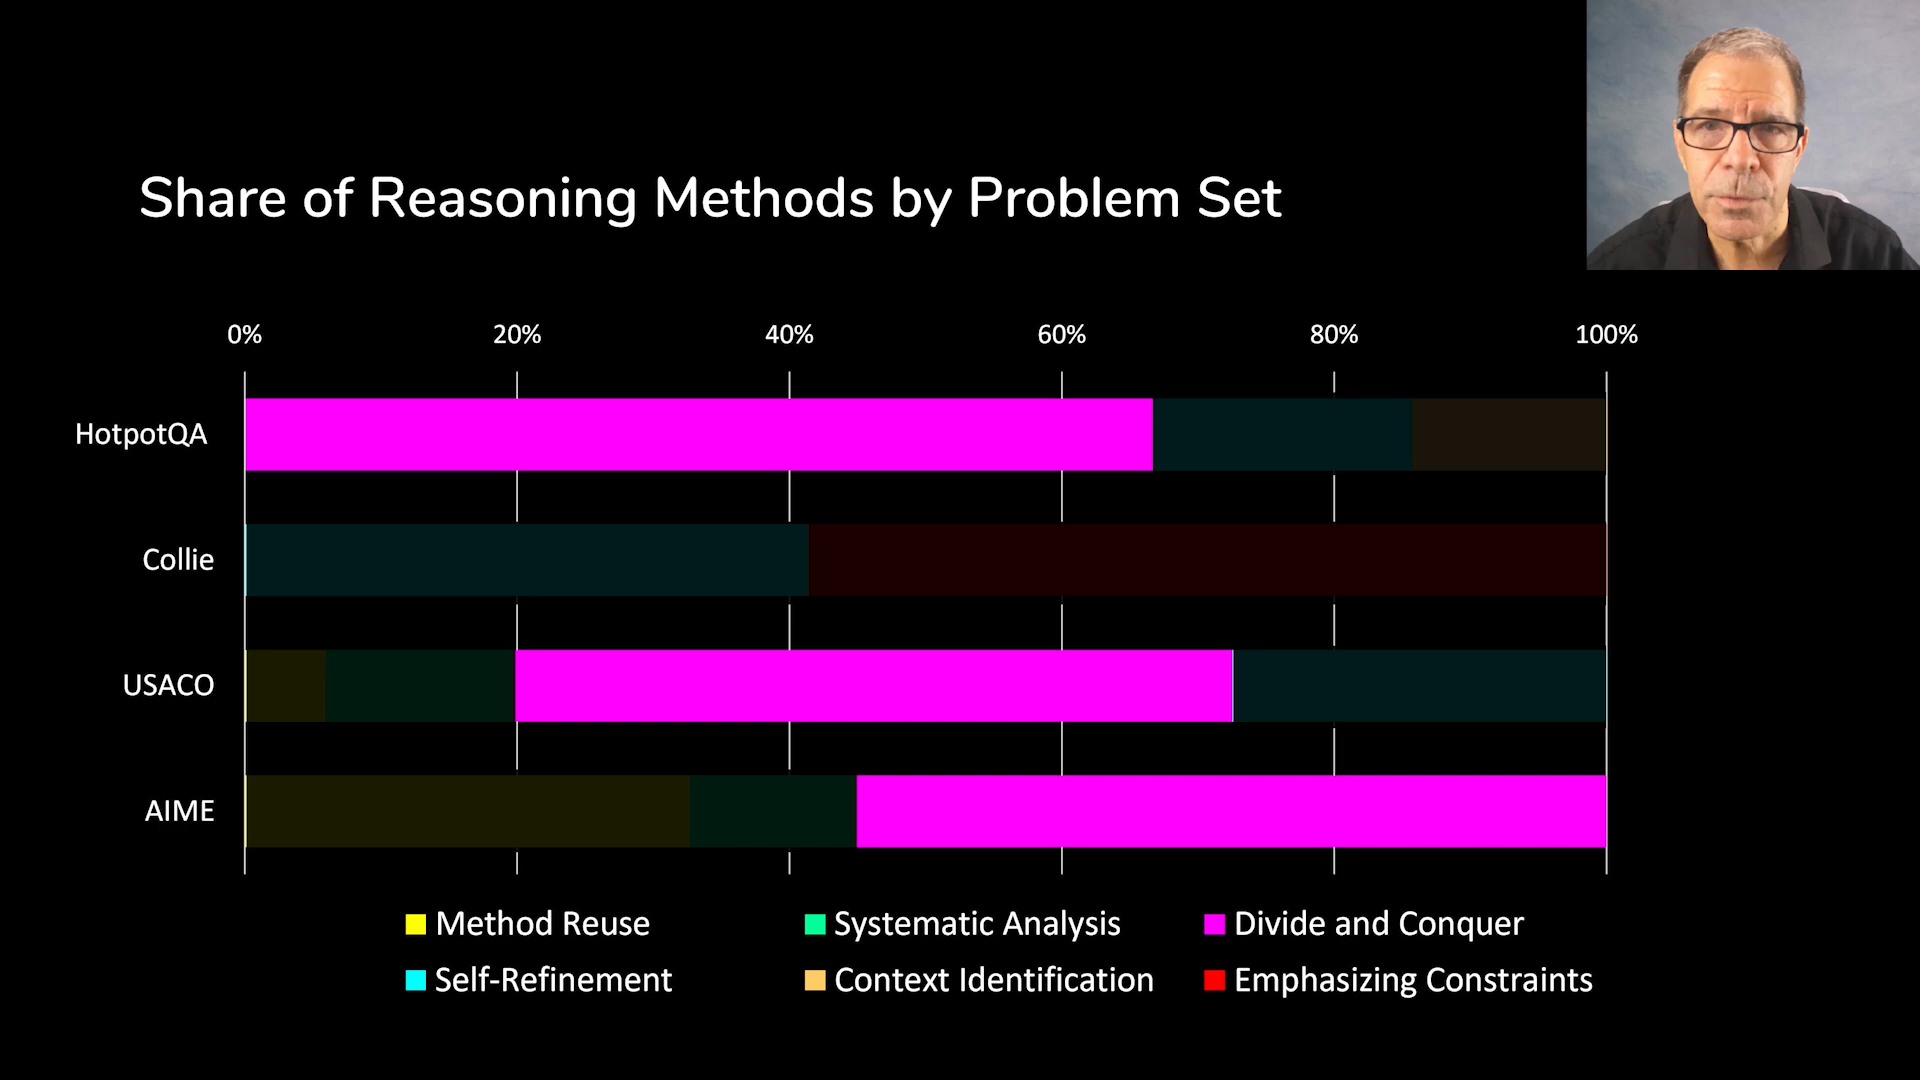 Share of Reasoning Methods by Problem Set
0% 20% 40% 60% 80% 100%
HotpotQA
Collie
USACO
AIME
Method Reuse Systematic Analysis Divide and Conquer
Self-Refinement Context Identification Emphasizing Constraints